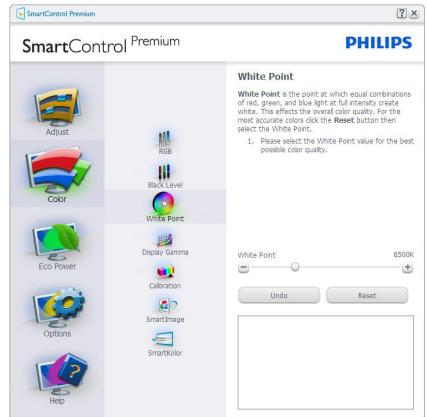 SmartControl Premium
SmartControl Premium
PHILIPS
Adjust
Color
Eco Power
Options
Help
RGB
Black Level
White Point
Display Gamma
Calibration
SmartImage
SmartKolor
White Point
White Point is the point at which equal combinations
of red, green, and blue light at full intensity create
white. This effects the overall color quality. For the
most accurate colors click the Reset button then
select the White Point.
1. Please select the White Point value for the best
possible color quality.
White Point 6500K
Undo Reset